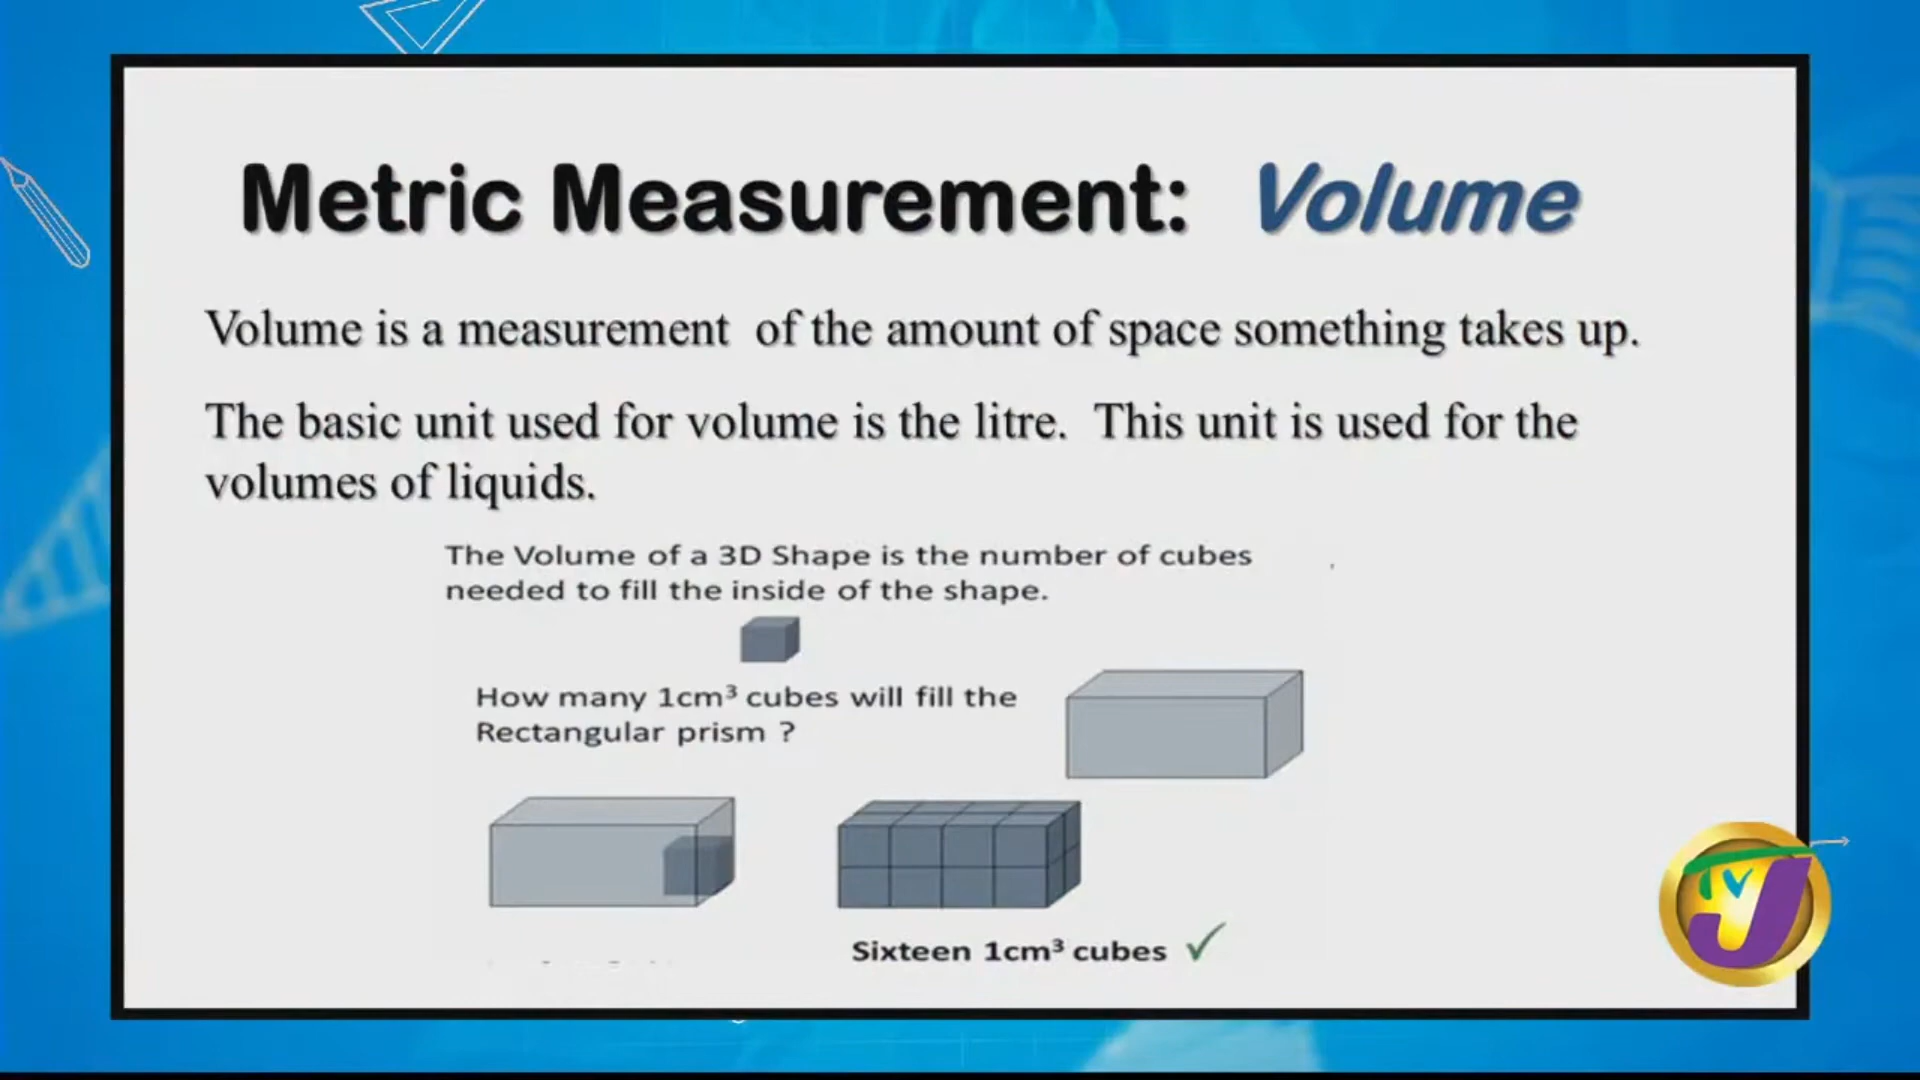 Metric Measurement: Volume
Volume is a measurement of the amount of space something takes up.
The basic unit used for volume is the litre. This unit is used for the
volumes of liquids.
The Volume of a 3D Shape is the number of cubes
needed to fill the inside of the shape.
How many 1cm³ cubes will fill the
Rectangular prism ?
Sixteen 1cm³ cubes ✓
TVJ